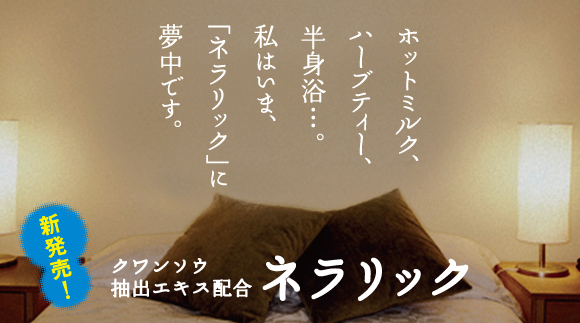 ホットミルク、
ハーブティー、
半身浴…。
私はいま、
「ネラリック」に
夢中です。
新発売！
クワンソウ
抽出エキス配合
ネラリック